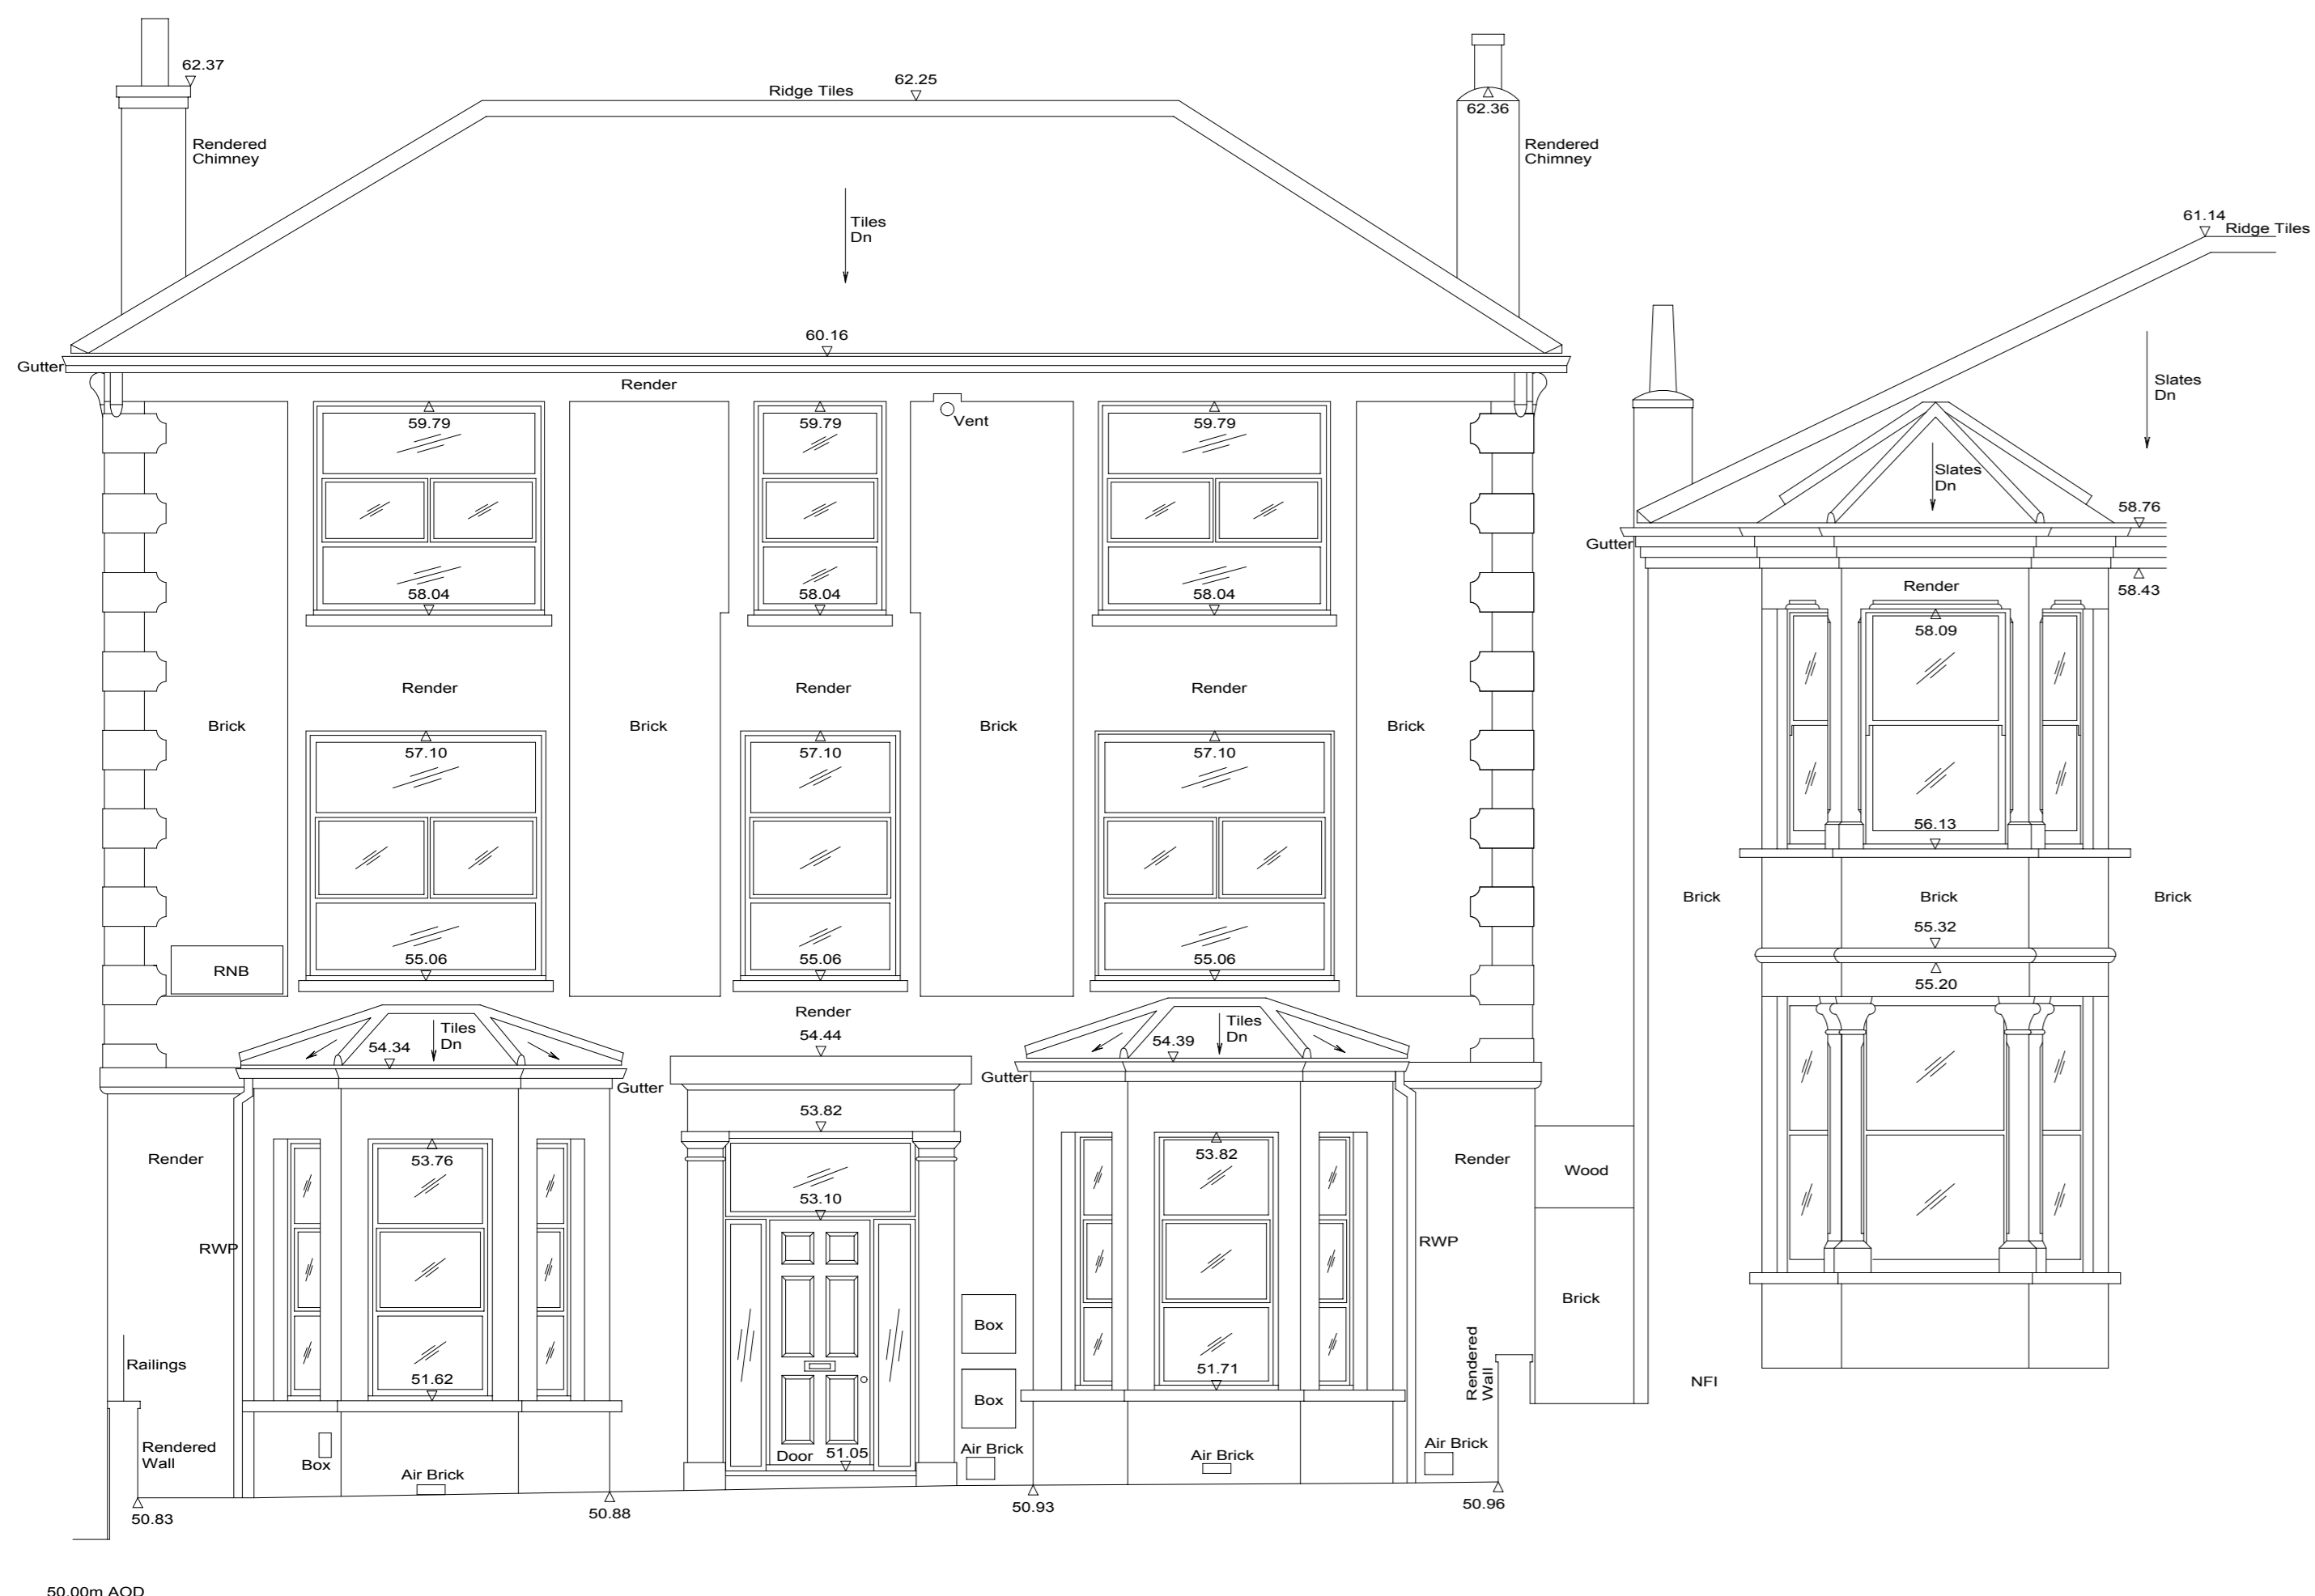 62.37
62.25
Ridge Tiles
62.36
Rendered
Chimney
Rendered
Chimney
Tiles
Dn
61.14
Ridge Tiles
60.16
Gutter
Render
Slates
Dn
59.79
59.79
Vent
59.79
Slates
Dn
58.76
Gutter
58.04
58.04
58.04
Render
58.43
58.09
Render
Render
Render
Brick
Brick
Brick
Brick
57.10
57.10
57.10
56.13
Brick
Brick
Brick
55.32
55.06
55.06
55.06
RNB
55.20
Render
Tiles
Dn
Tiles
Dn
54.34
54.44
54.39
Gutter
Gutter
53.82
53.76
53.82
Render
Render
Wood
53.10
RWP
RWP
Brick
Box
Railings
51.62
51.71
Rendered
Wall
NFI
Box
Rendered
Wall
Box
Air Brick
Door
51.05
Air Brick
Air Brick
Air Brick
50.83
50.88
50.93
50.96
50.00m AOD